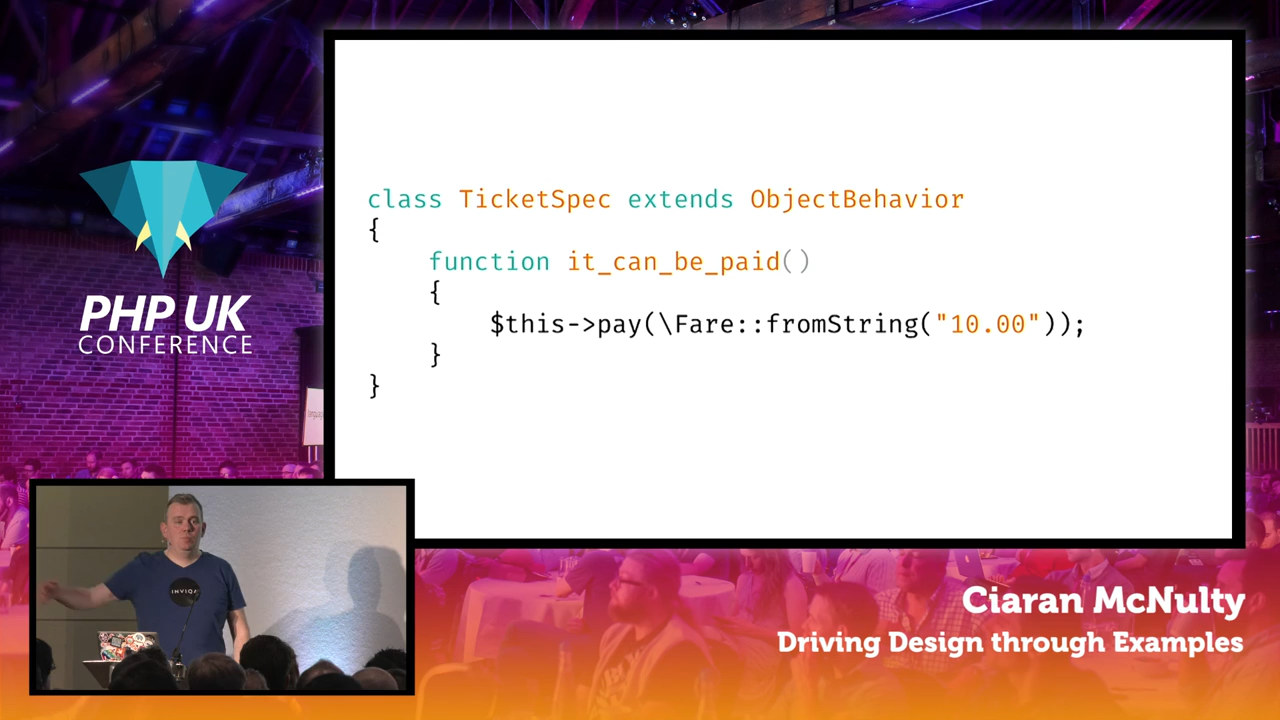 class TicketSpec extends ObjectBehavior
{
    function it_can_be_paid()
    {
        $this->pay(\Fare::fromString("10.00"));
    }
}
PHP UK
CONFERENCE
INVIQA
Ciaran McNulty
Driving Design through Examples